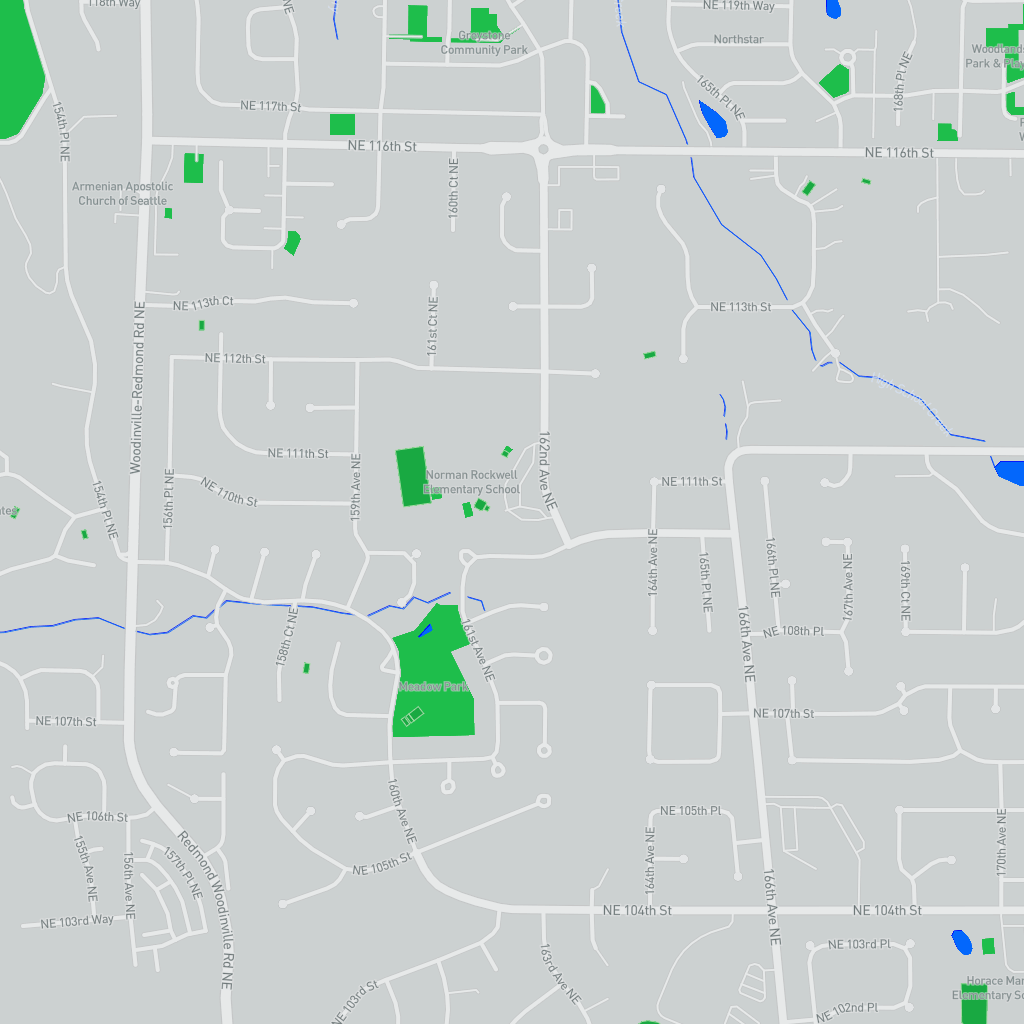 118th Way
NE 119th Way
Northstar
Greystone
Community Park
Woodlands
Park & Play
165th Pl NE
168th Pl NE
154th Pl NE
NE 117th St
NE 116th St
NE 116th St
160th Ct NE
Armenian Apostolic
Church of Seattle
NE 113th Ct
161st Ct NE
NE 113th St
Woodinville-Redmond Rd NE
NE 112th St
162nd Ave NE
NE 111th St
159th Ave NE
156th Pl NE
NE 110th St
154th Pl NE
Norman Rockwell
Elementary School
NE 111th St
164th Ave NE
165th Pl NE
166th Pl NE
167th Ave NE
169th Ct NE
158th Ct NE
161st Ave NE
166th Ave NE
NE 108th Pl
Meadow Park
NE 107th St
NE 107th St
160th Ave NE
NE 106th St
155th Ave NE
156th Ave NE
157th Pl NE
Redmond Woodinville Rd NE
NE 105th St
NE 105th Pl
164th Ave NE
170th Ave NE
166th Ave NE
NE 104th St
NE 104th St
NE 103rd Way
NE 103rd St
163rd Ave NE
NE 103rd Pl
NE 102nd Pl
Horace Man
Elementary Sc